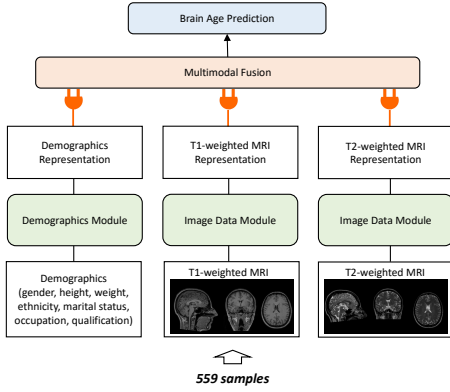 Brain Age Prediction
Multimodal Fusion
Demographics
Representation
T1-weighted MRI
Representation
T2-weighted MRI
Representation
Demographics Module
Image Data Module
Image Data Module
Demographics
(gender, height, weight,
ethnicity, marital status,
occupation, qualification)
T1-weighted MRI
T2-weighted MRI
559 samples